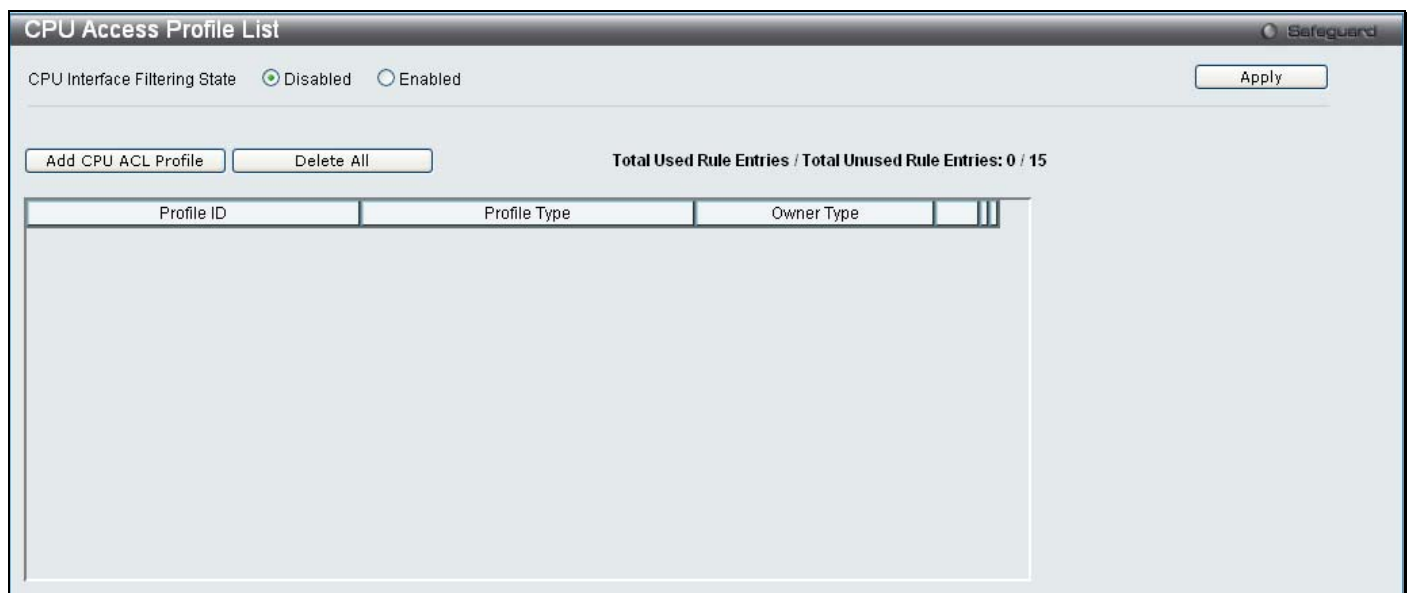 CPU Access Profile List
Safeguard
CPU Interface Filtering State Disabled Enabled Apply
Add CPU ACL Profile Delete All Total Used Rule Entries / Total Unused Rule Entries: 0 / 15
Profile ID Profile Type Owner Type